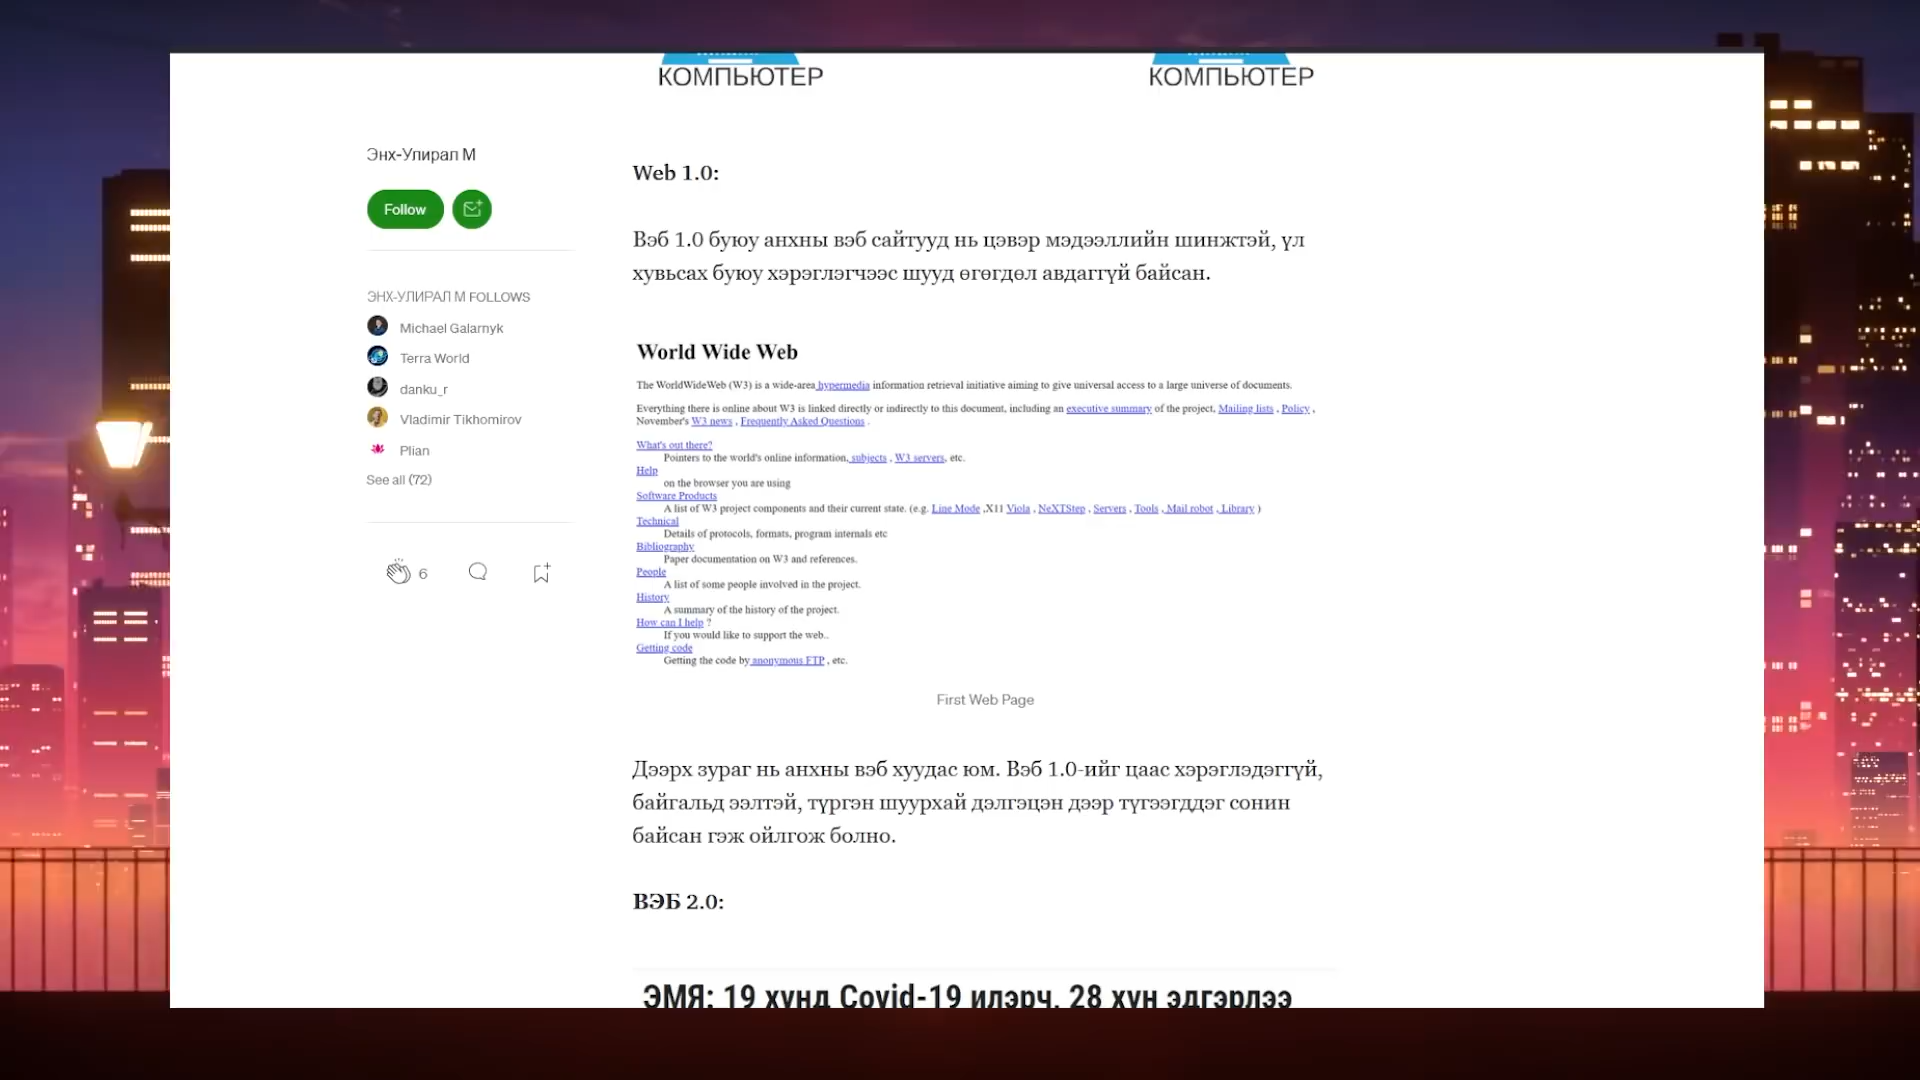 КОМПЬЮТЕР КОМПЬЮТЕР
Энх-Улирал М
Follow
ЭНХ-УЛИРАЛ М FOLLOWS
Michael Galarnyk
Terra World
danku_r
Vladimir Tikhomirov
Plian
See all (72)
6
Web 1.0:
Вэб 1.0 буюу анхны вэб сайтууд нь цэвэр мэдээллийн шинжтэй, үл
хувьсах буюу хэрэглэгчээс шууд өгөгдөл авдаггүй байсан.
World Wide Web
The WorldWideWeb (W3) is a wide-area hypermedia information retrieval initiative aiming to give universal access to a large universe of documents.
Everything there is online about W3 is linked directly or indirectly to this document, including an executive summary of the project, Mailing lists , Policy ,
November's W3 news , Frequently Asked Questions .
What's out there?
Pointers to the world's online information, subjects , W3 servers, etc.
Help
on the browser you are using
Software Products
A list of W3 project components and their current state. (e.g. Line Mode ,X11 Viola , NeXTStep , Servers , Tools , Mail robot , Library )
Technical
Details of protocols, formats, program internals etc
Bibliography
Paper documentation on W3 and references.
People
A list of some people involved in the project.
History
A summary of the history of the project.
How can I help ?
If you would like to support the web..
Getting code
Getting the code by anonymous FTP , etc.
First Web Page
Дээрх зураг нь анхны вэб хуудас юм. Вэб 1.0-ийг цаас хэрэглэдэггүй,
байгальд ээлтэй, түргэн шуурхай дэлгэцэн дээр түгээгддэг сонин
байсан гэж ойлгож болно.
ВЭБ 2.0:
ЭМЯ: 19 хүнд Covid-19 илэрч, 28 хүн эдгэрлээ